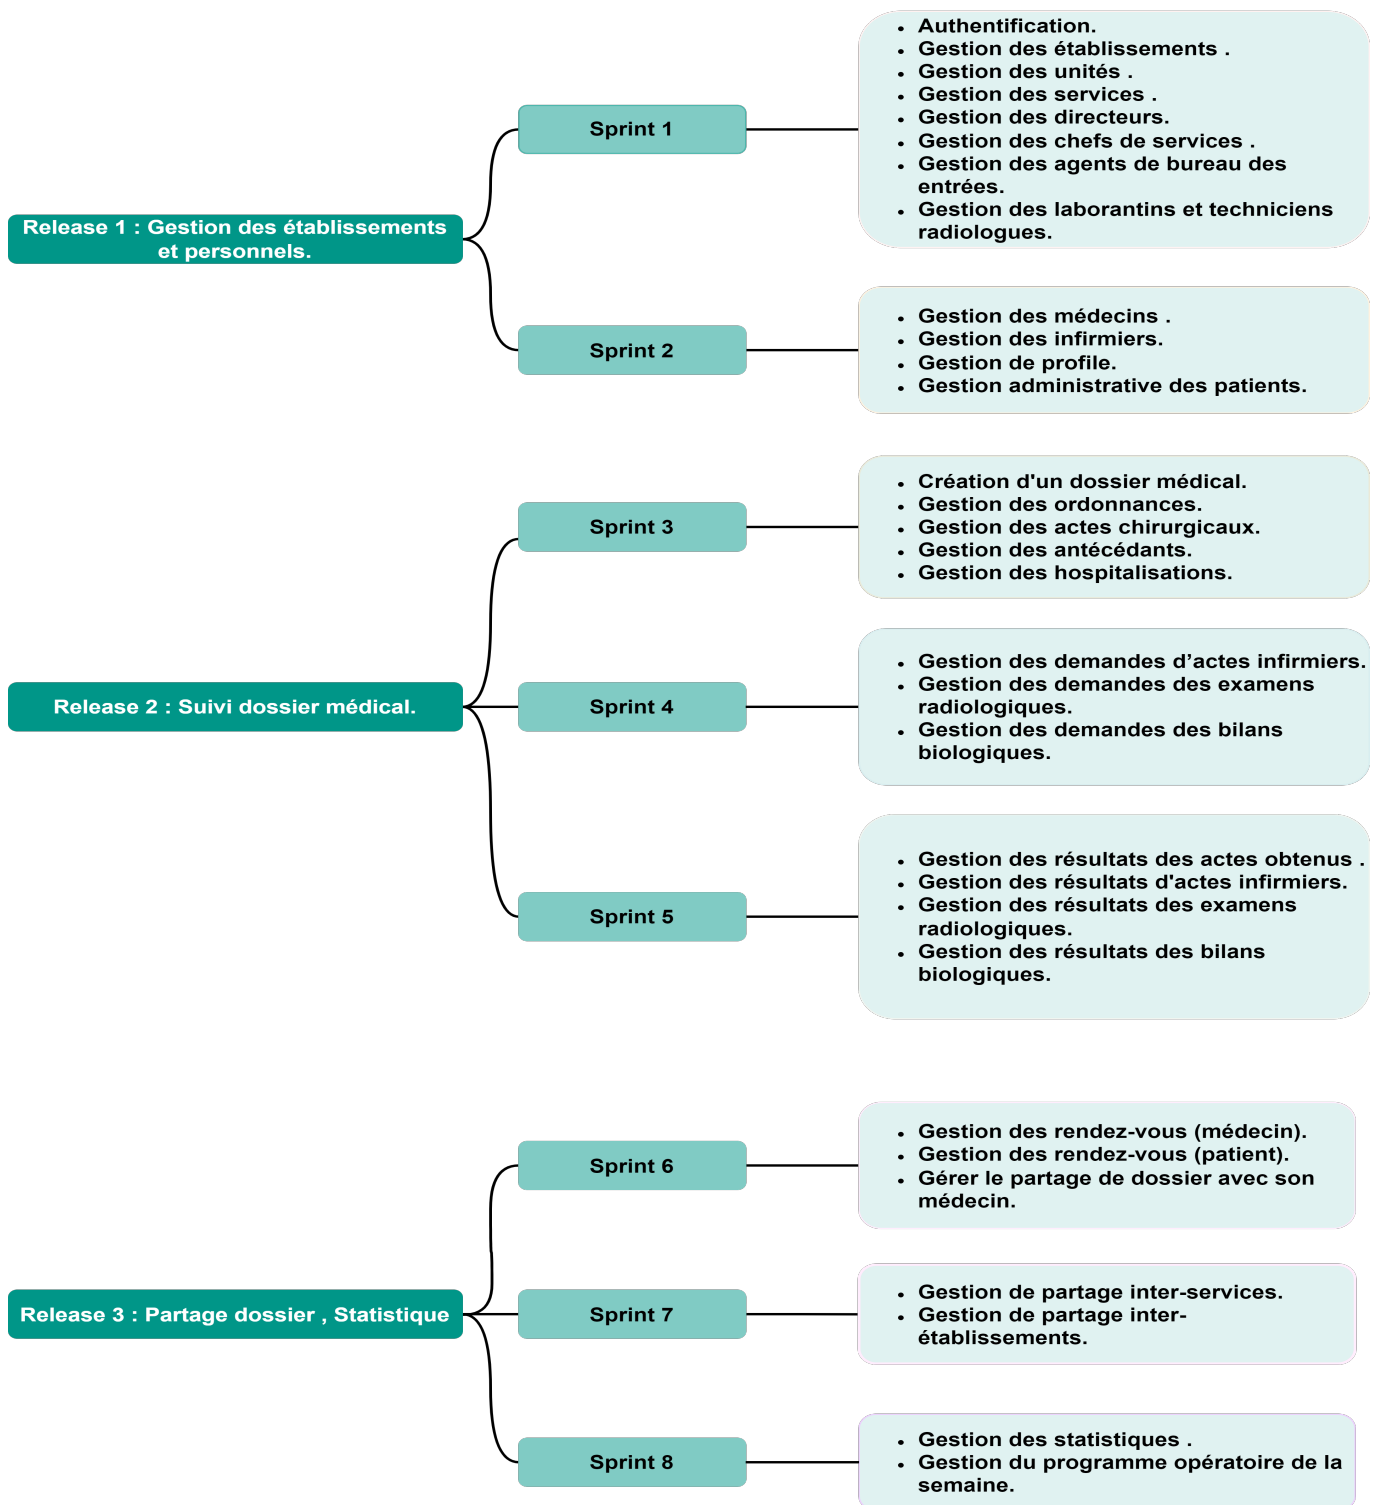 Release 1 : Gestion des établissements
et personnels.
Sprint 1
• Authentification.
• Gestion des établissements .
• Gestion des unités .
• Gestion des services .
• Gestion des directeurs.
• Gestion des chefs de services .
• Gestion des agents de bureau des
entrées.
• Gestion des laborantins et techniciens
radiologues.
Sprint 2
• Gestion des médecins .
• Gestion des infirmiers.
• Gestion de profile.
• Gestion administrative des patients.
Release 2 : Suivi dossier médical.
Sprint 3
• Création d'un dossier médical.
• Gestion des ordonnances.
• Gestion des actes chirurgicaux.
• Gestion des antécédants.
• Gestion des hospitalisations.
Sprint 4
• Gestion des demandes d’actes infirmiers.
• Gestion des demandes des examens
radiologiques.
• Gestion des demandes des bilans
biologiques.
Sprint 5
• Gestion des résultats des actes obtenus .
• Gestion des résultats d'actes infirmiers.
• Gestion des résultats des examens
radiologiques.
• Gestion des résultats des bilans
biologiques.
Release 3 : Partage dossier , Statistique
Sprint 6
• Gestion des rendez-vous (médecin).
• Gestion des rendez-vous (patient).
• Gérer le partage de dossier avec son
médecin.
Sprint 7
• Gestion de partage inter-services.
• Gestion de partage inter-
établissements.
Sprint 8
• Gestion des statistiques .
• Gestion du programme opératoire de la
semaine.